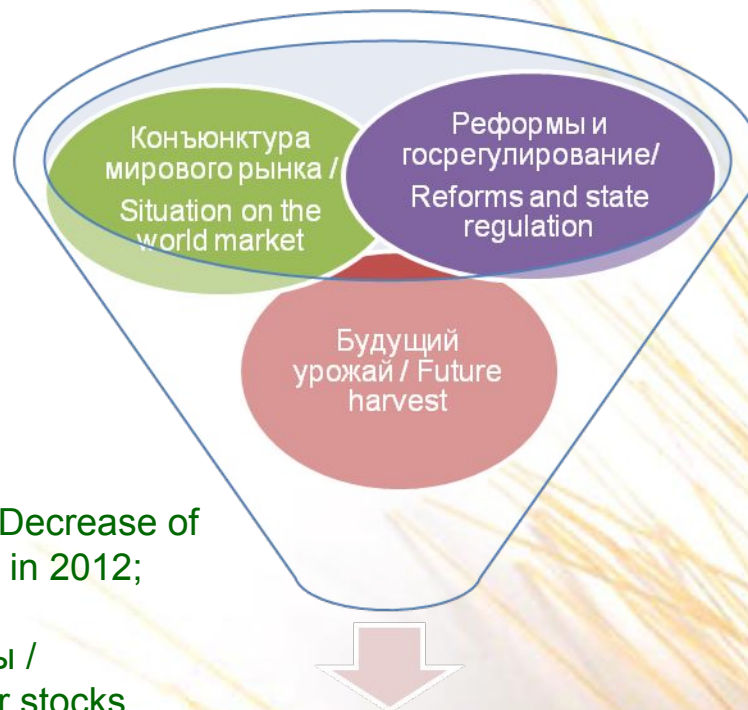 Конъюнктура
мирового рынка /
Situation on the
world market
Реформы и
госрегулирование/
Reforms and state
regulation
Будущий
урожай / Future
harvest
Decrease of
in 2012;
ы /
r stocks